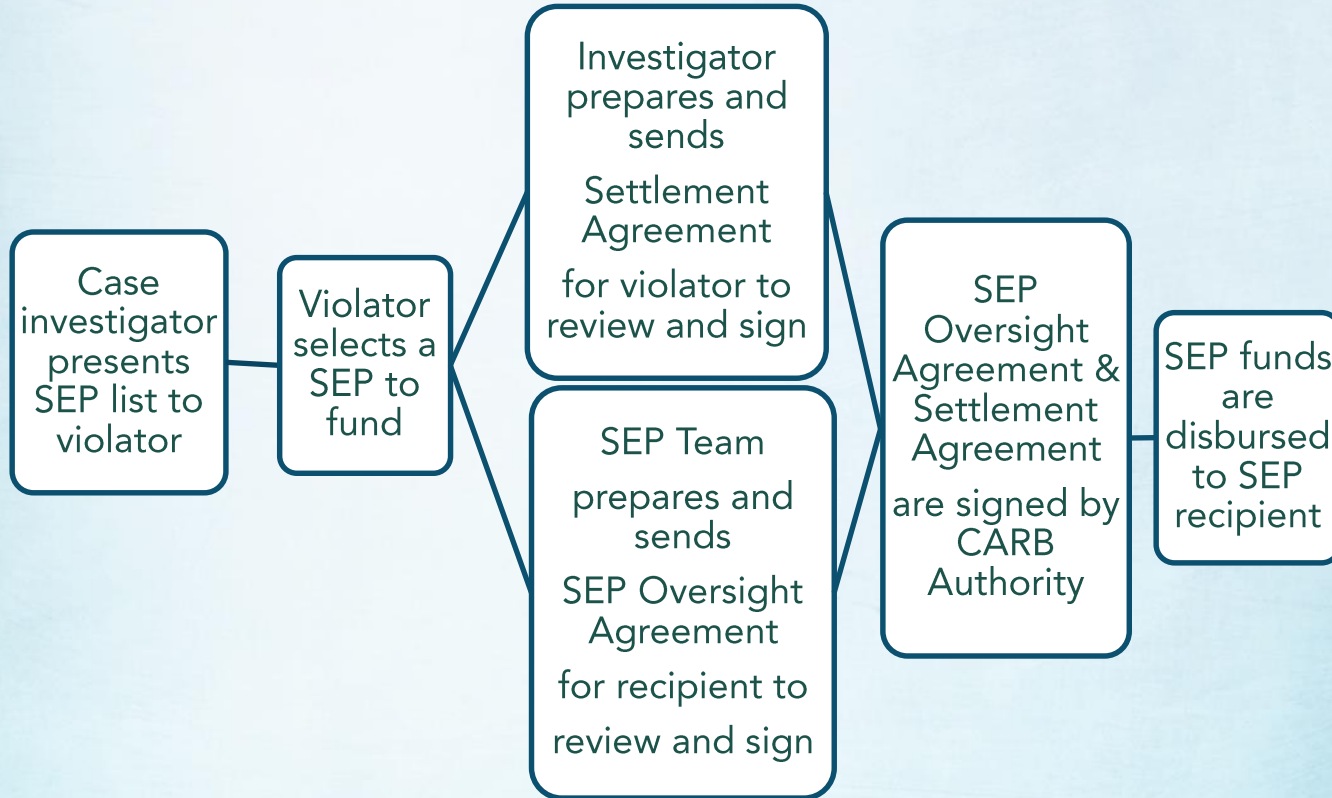 Case
investigator
presents
SEP list to
violator
Violator
selects a
SEP to
fund
Investigator
prepares and
sends
Settlement
Agreement
for violator to
review and sign
SEP Team
prepares and
sends
SEP Oversight
Agreement
for recipient to
review and sign
SEP
Oversight
Agreement &
Settlement
Agreement
are signed by
CARB
Authority
SEP funds
are
disbursed
to SEP
recipient